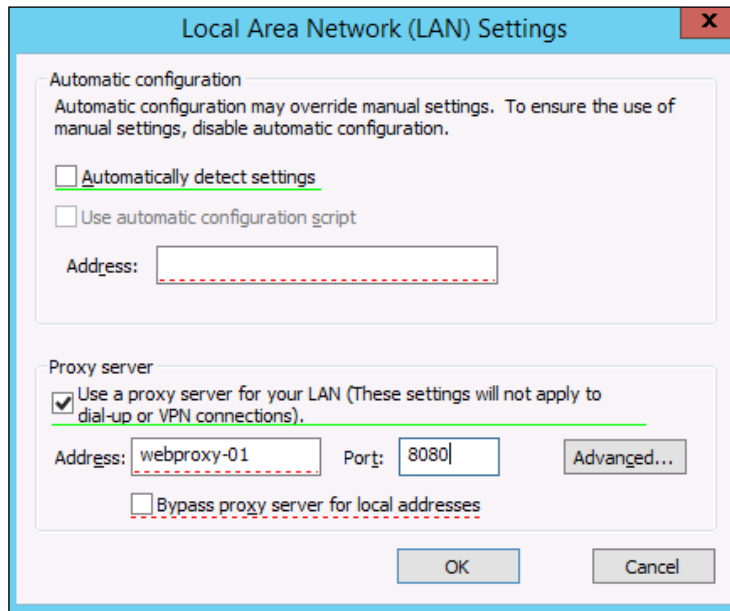 Local Area Network (LAN) Settings
X
Automatic configuration
Automatic configuration may override manual settings. To ensure the use of
manual settings, disable automatic configuration.
Automatically detect settings
Use automatic configuration script
Address:
Proxy server
Use a proxy server for your LAN (These settings will not apply to
dial-up or VPN connections).
Address: webproxy-01 Port: 8080 Advanced...
Bypass proxy server for local addresses
OK Cancel